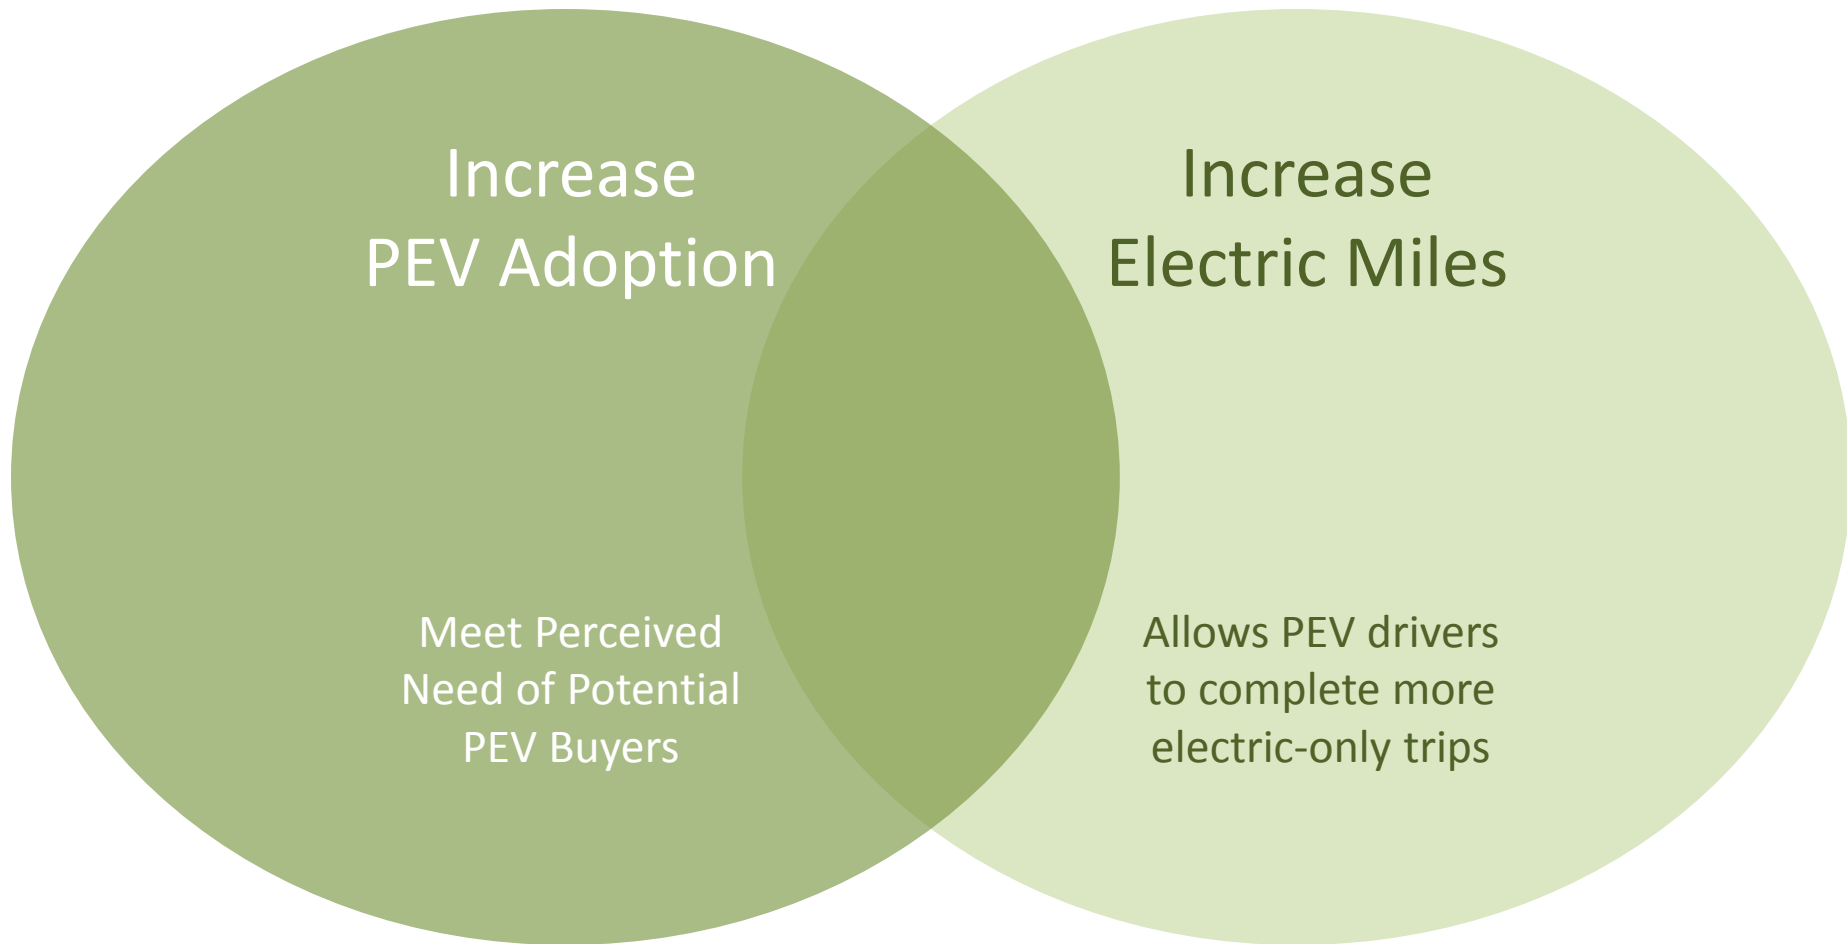 Increase
PEV Adoption
Meet Perceived
Need of Potential
PEV Buyers
Increase
Electric Miles
Allows PEV drivers
to complete more
electric-only trips